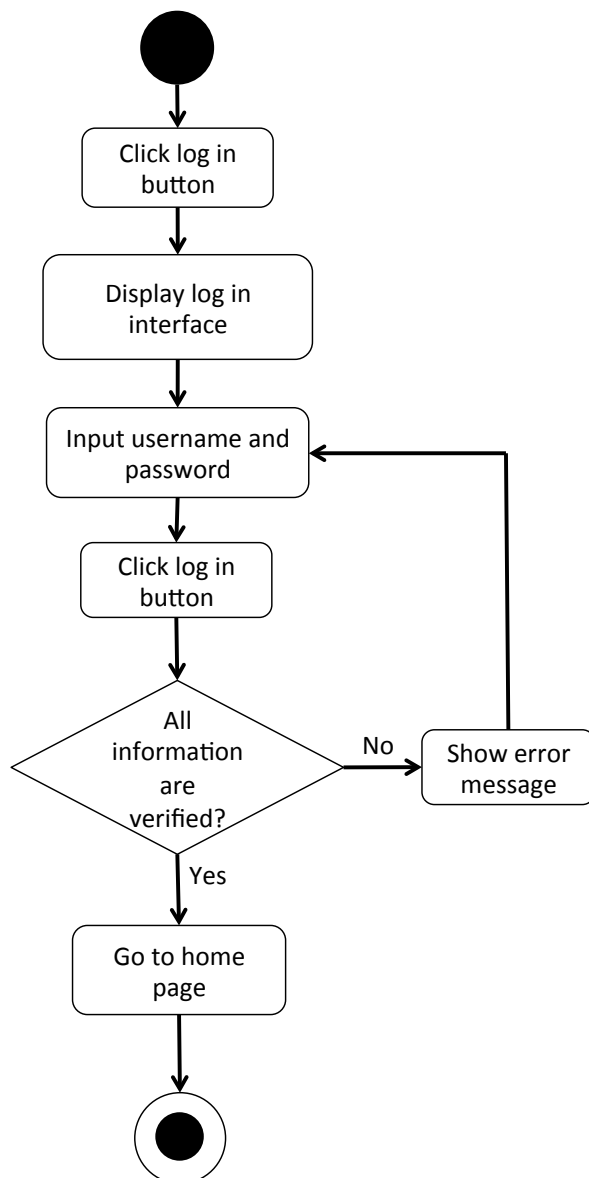 Click log in
button
Display log in
interface
Input username and
password
Click log in
button
All
information
are
verified?
No
Show error
message
Yes
Go to home
page